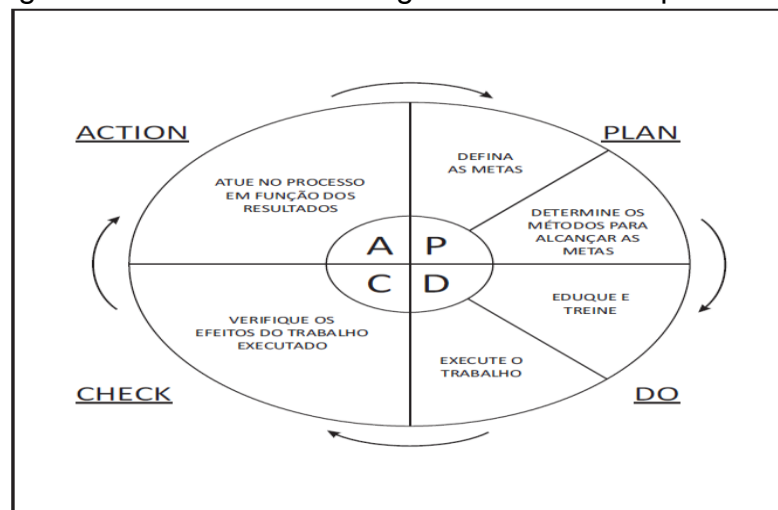 ACTION
PLAN
DEFINA
AS METAS
ATUE NO PROCESSO
EM FUNÇÃO DOS
RESULTADOS
DETERMINE OS
MÉTODOS PARA
ALCANÇAR AS
METAS
A P
C D
EDUQUE E
TREINE
VERIFIQUE OS
EFEITOS DO TRABALHO
EXECUTADO
EXECUTE O
TRABALHO
CHECK
DO